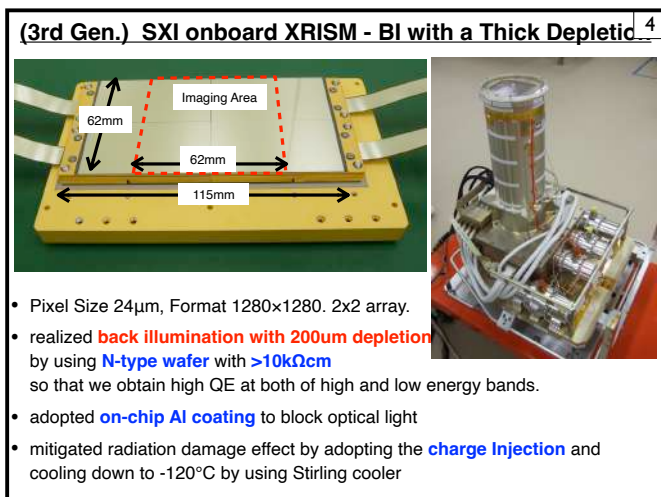 4
(3rd Gen.) SXI onboard XRISM - BI with a Thick Depletion
Imaging Area
62mm
62mm
115mm
• Pixel Size 24μm, Format 1280×1280. 2x2 array.
• realized back illumination with 200um depletion
by using N-type wafer with >10kΩcm
so that we obtain high QE at both of high and low energy bands.
• adopted on-chip Al coating to block optical light
• mitigated radiation damage effect by adopting the charge Injection and
cooling down to -120°C by using Stirling cooler